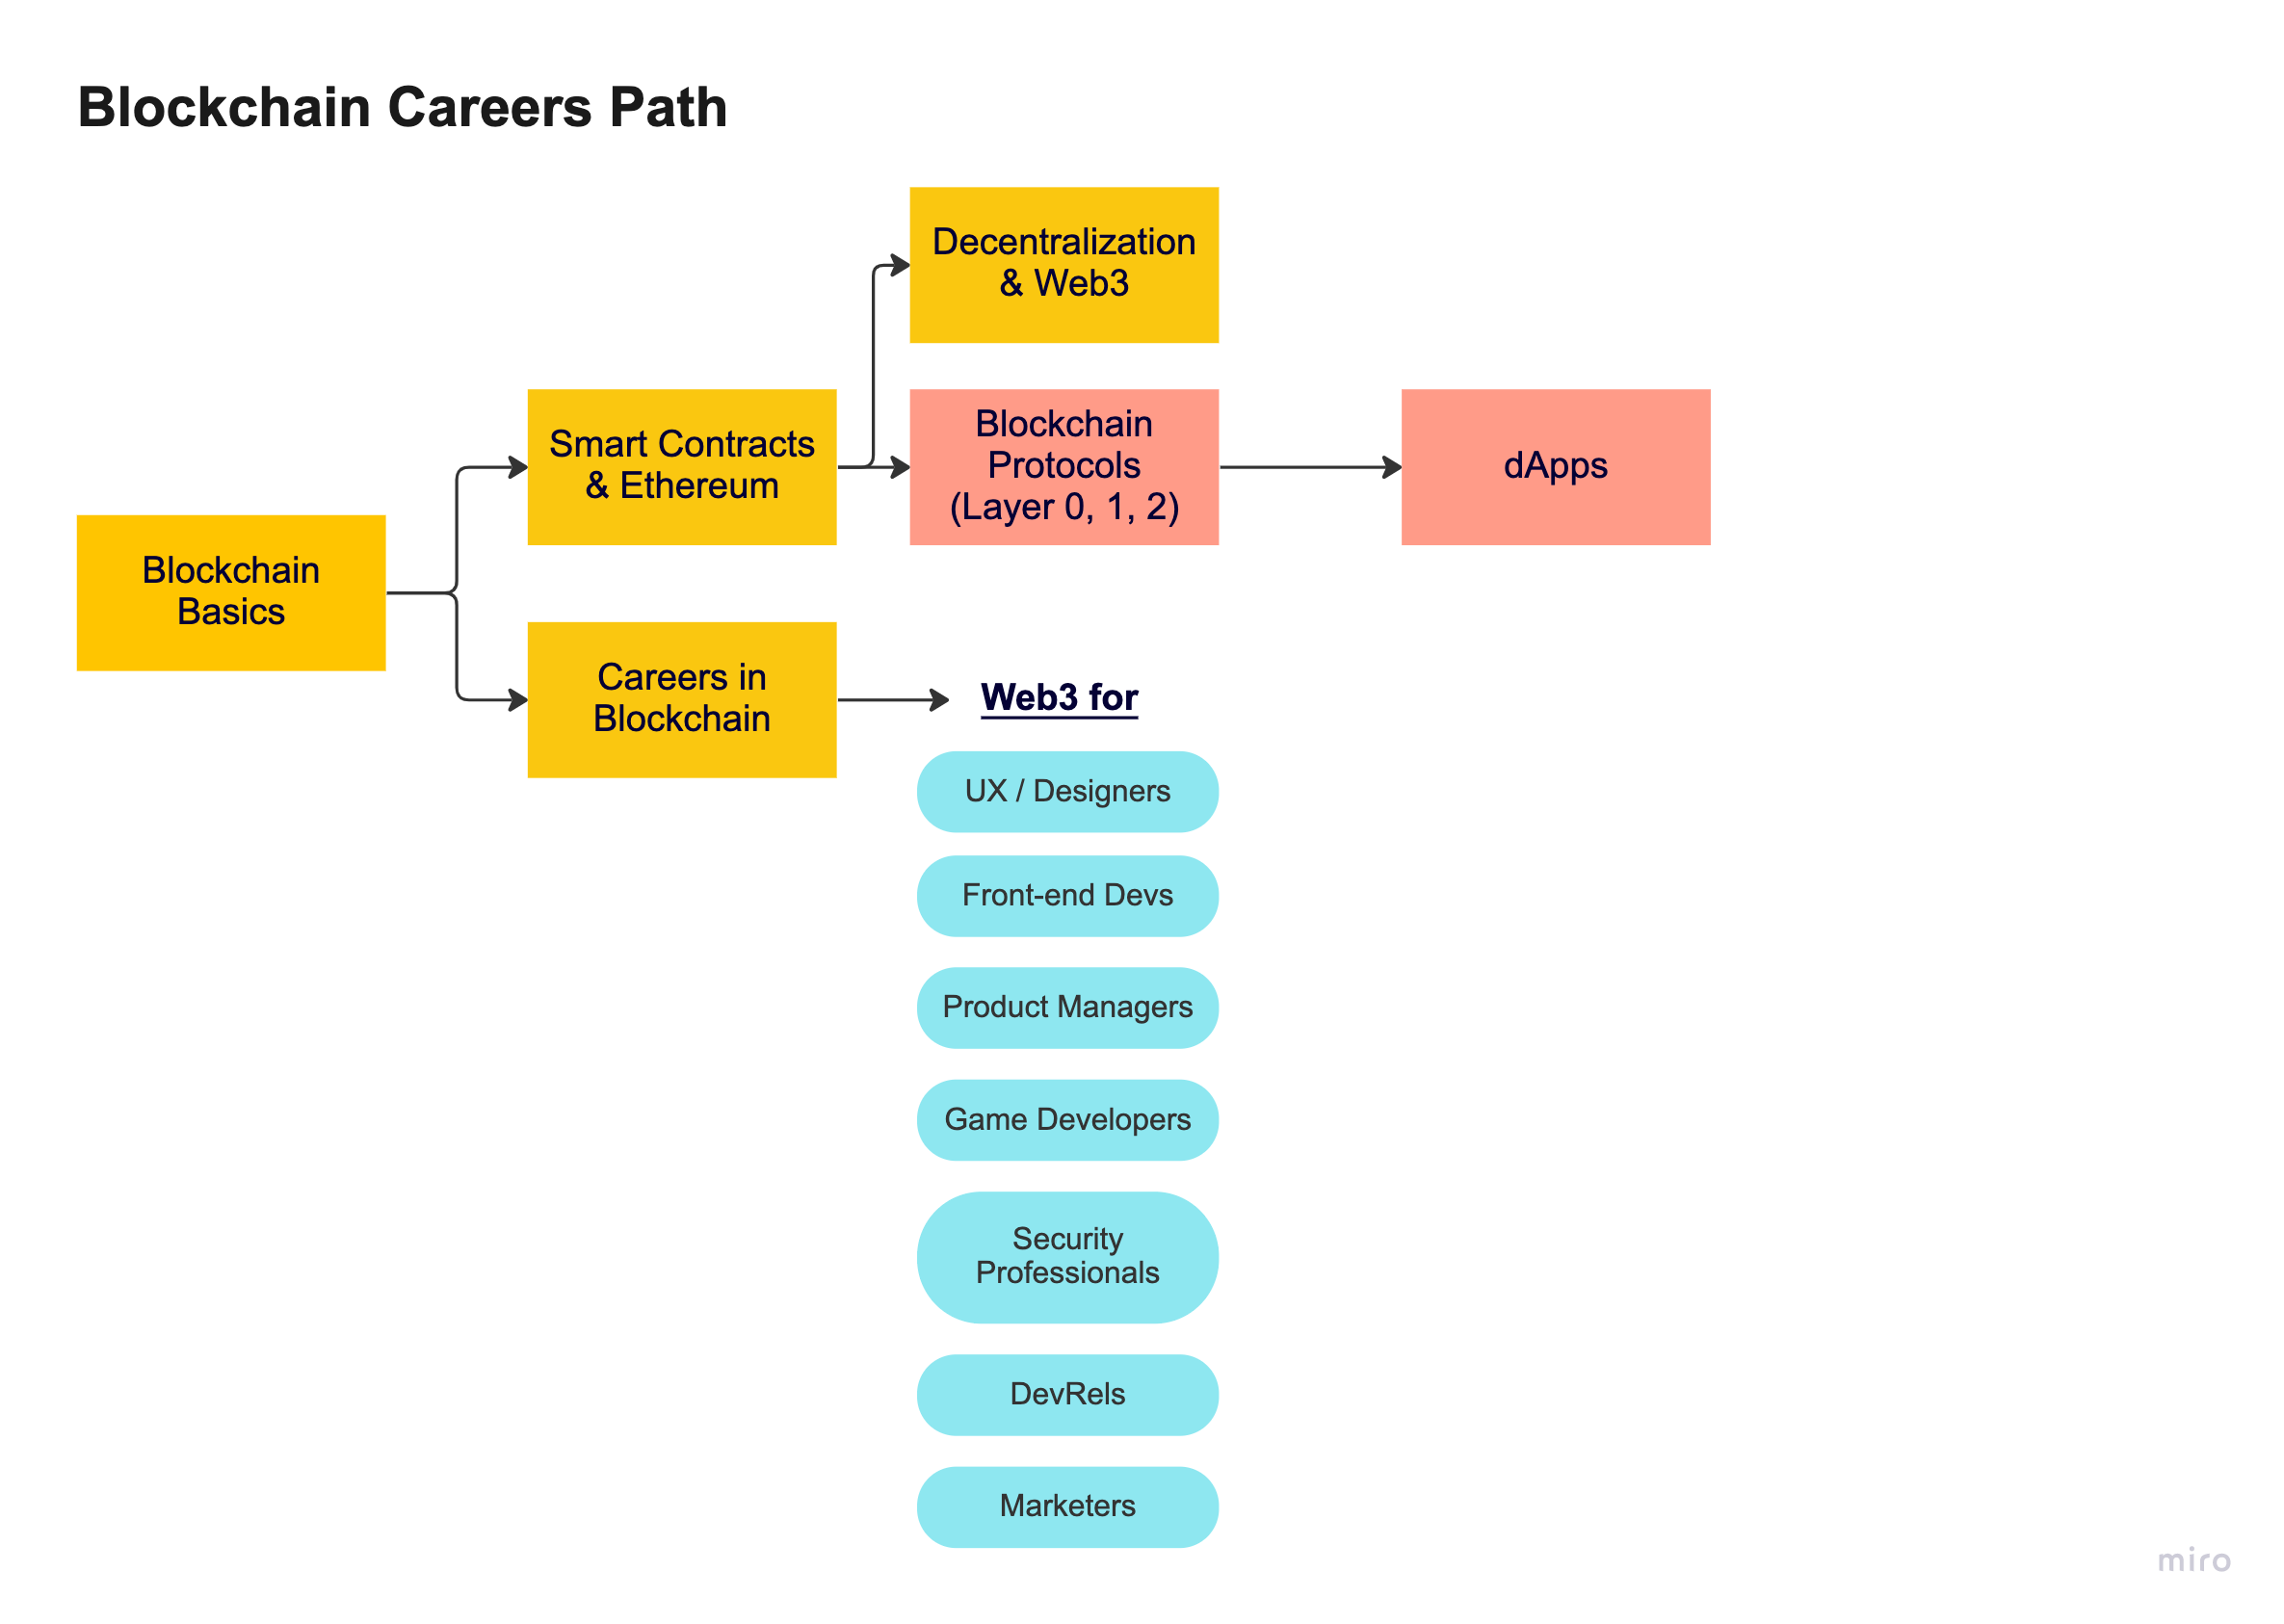 Blockchain Careers Path
Decentralization
& Web3
Smart Contracts
& Ethereum
Blockchain
Protocols
(Layer 0, 1, 2)
dApps
Blockchain
Basics
Careers in
Blockchain
Web3 for
UX / Designers
Front-end Devs
Product Managers
Game Developers
Security
Professionals
DevRels
Marketers
miro